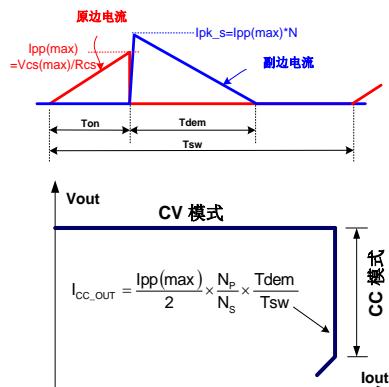 原边电流
Ipk_s=Ipp(max)*N
Ipp(max)
=Vcs(max)/Rcs
副边电流
Ton
Tdem
Tsw
Vout
CV 模式
I_CC_OUT = Ipp(max)/2 × N_P/N_S × Tdem/Tsw
CC 模式
Iout